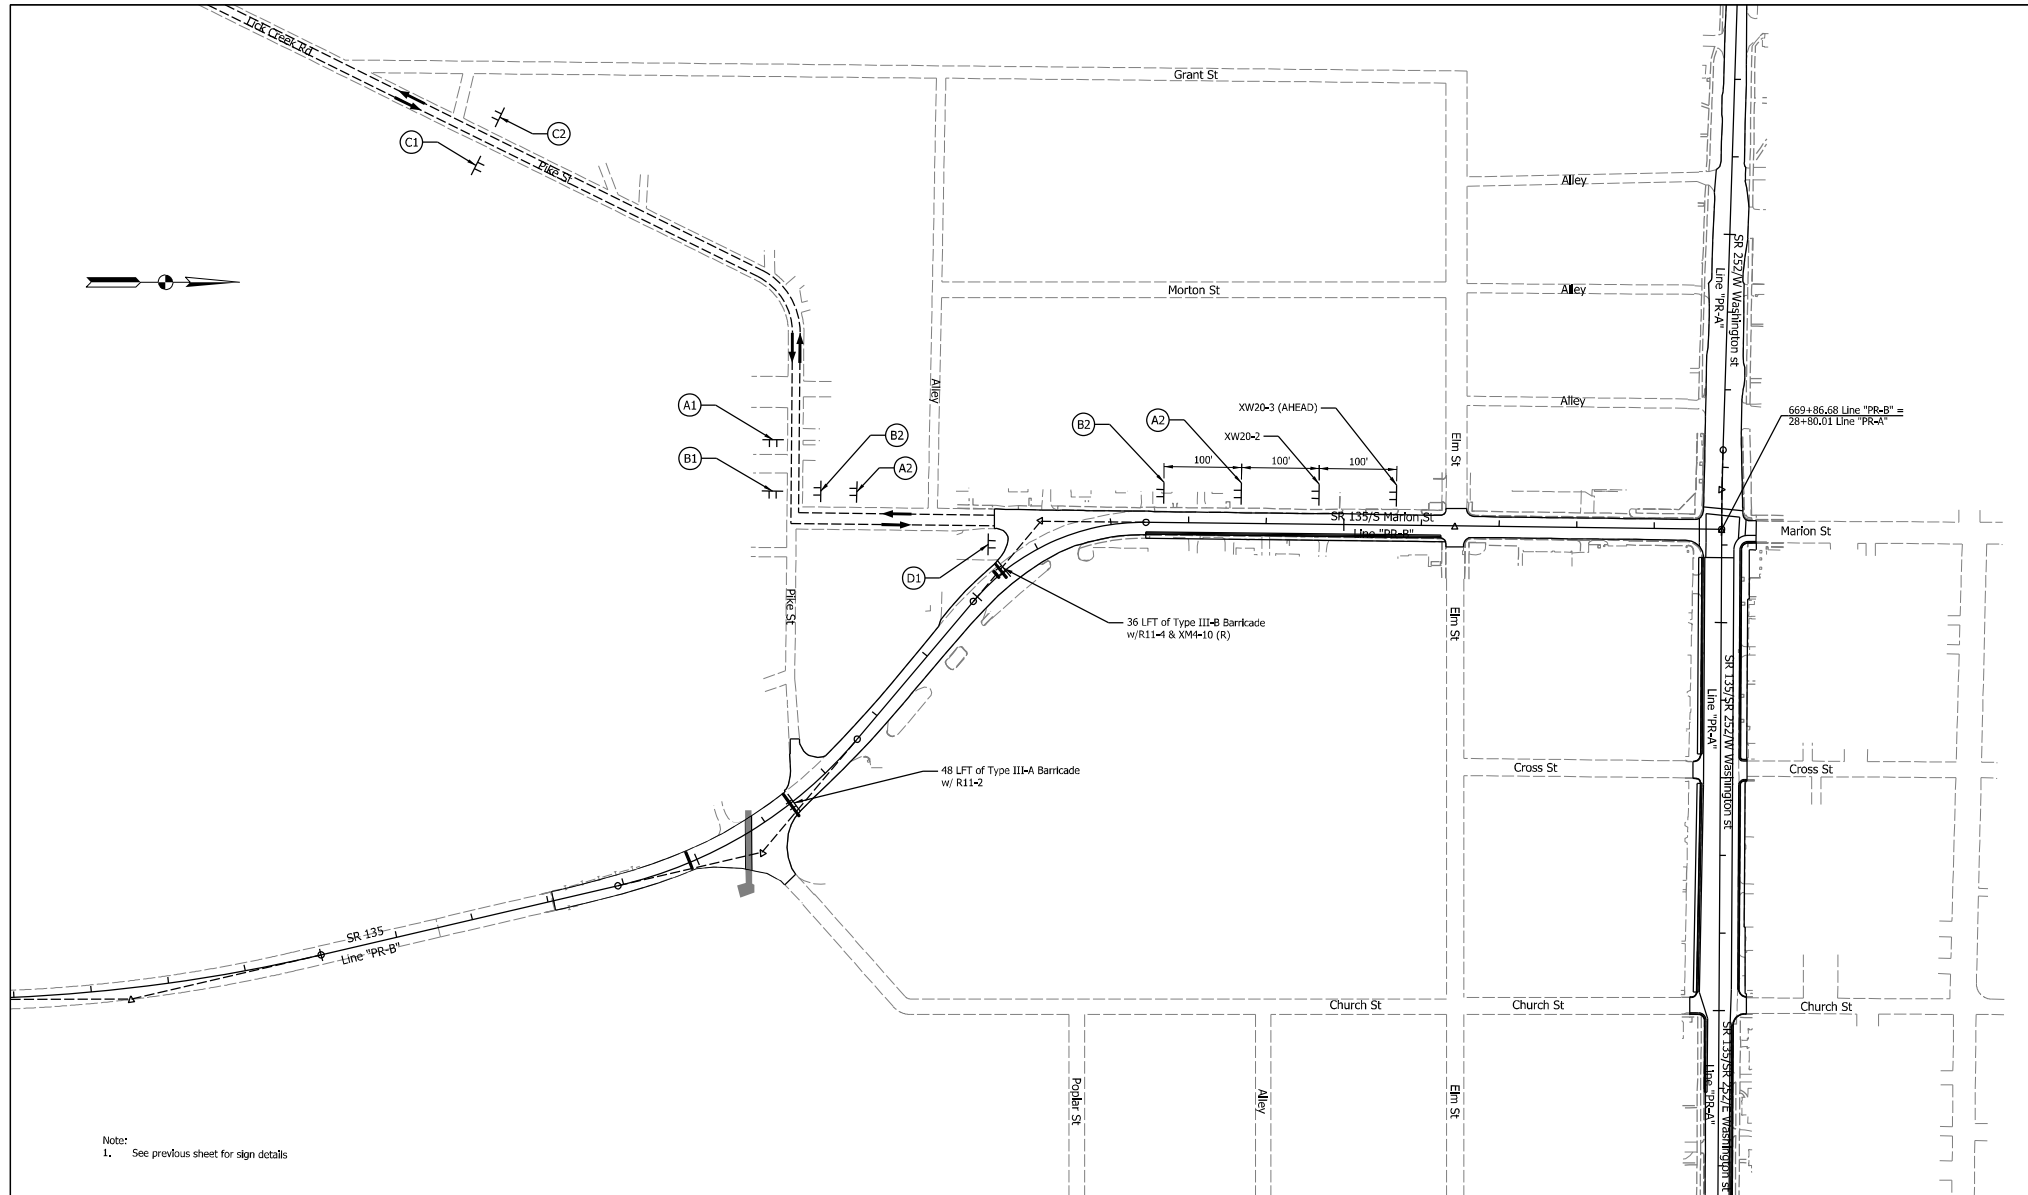 Lick Creek Rd
Grant St
C2
C1
Pike St
Alley
Morton St
Alley
SR 252/W Washington st
Line "PR-A"
Alley
Alley
A1
B1
B2
A2
B2
A2
XW20-3 (AHEAD)
XW20-2
100'
100'
100'
Elm St
669+86.68 Line "PR-B" =
28+80.01 Line "PR-A"
SR 135/S Marion St
Line "PR-B"
Marion St
D1
Pike St
36 LFT of Type III-B Barricade
w/R11-4 & XM4-10 (R)
Elm St
SR 135/SR 252/W Washington st
Line "PR-A"
48 LFT of Type III-A Barricade
w/ R11-2
Cross St
Cross St
SR 135
Line "PR-B"
Church St
Church St
Church St
Poplar St
Alley
Elm St
SR 135/SR 252/E Washington st
Line "PR-A"
Note:
1. See previous sheet for sign details